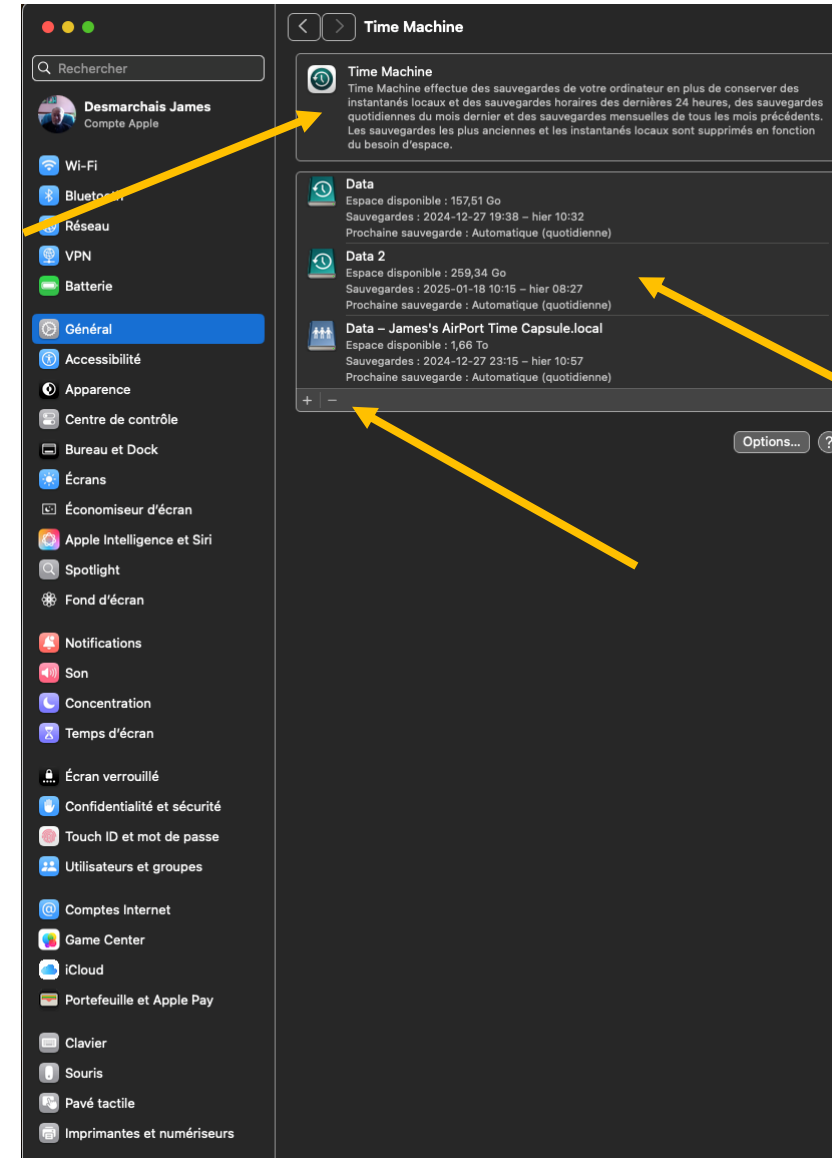 Time Machine
Rechercher
Desmarchais James
Compte Apple
Wi-Fi
Bluetooth
Réseau
VPN
Batterie
Général
Accessibilité
Apparence
Centre de contrôle
Bureau et Dock
Écrans
Économiseur d'écran
Apple Intelligence et Siri
Spotlight
Fond d'écran
Notifications
Son
Concentration
Temps d'écran
Écran verrouillé
Confidentialité et sécurité
Touch ID et mot de passe
Utilisateurs et groupes
Comptes Internet
Game Center
iCloud
Portefeuille et Apple Pay
Clavier
Souris
Pavé tactile
Imprimantes et numériseurs
Time Machine
Time Machine effectue des sauvegardes de votre ordinateur en plus de conserver des
instantanés locaux et des sauvegardes horaires des dernières 24 heures, des sauvegardes
quotidiennes du mois dernier et des sauvegardes mensuelles de tous les mois précédents.
Les sauvegardes les plus anciennes et les instantanés locaux sont supprimés en fonction
du besoin d'espace.
Data
Espace disponible : 157,51 Go
Sauvegardes : 2024-12-27 19:38 – hier 10:32
Prochaine sauvegarde : Automatique (quotidienne)
Data 2
Espace disponible : 259,34 Go
Sauvegardes : 2025-01-18 10:15 – hier 08:27
Prochaine sauvegarde : Automatique (quotidienne)
Data – James's AirPort Time Capsule.local
Espace disponible : 1,66 To
Sauvegardes : 2024-12-27 23:15 – hier 10:57
Prochaine sauvegarde : Automatique (quotidienne)
+ −
Options... ?